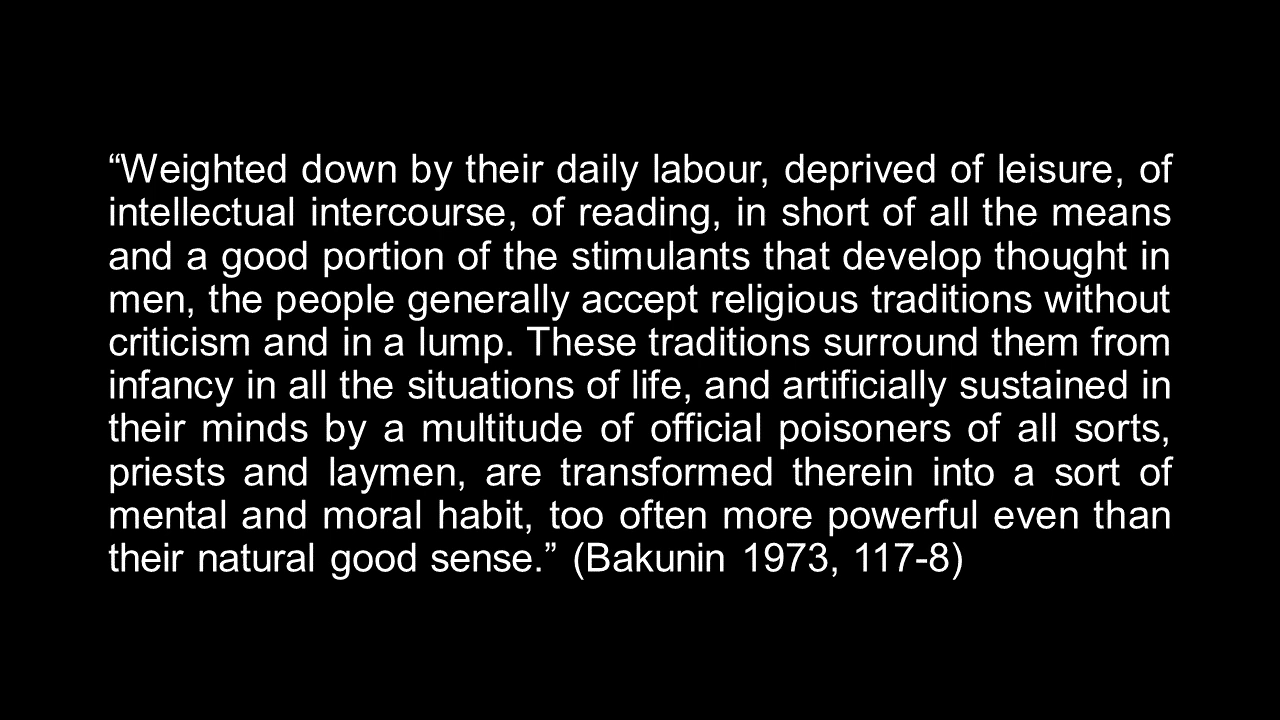 “Weighted down by their daily labour, deprived of leisure, of
intellectual intercourse, of reading, in short of all the means
and a good portion of the stimulants that develop thought in
men, the people generally accept religious traditions without
criticism and in a lump. These traditions surround them from
infancy in all the situations of life, and artificially sustained in
their minds by a multitude of official poisoners of all sorts,
priests and laymen, are transformed therein into a sort of
mental and moral habit, too often more powerful even than
their natural good sense.” (Bakunin 1973, 117-8)